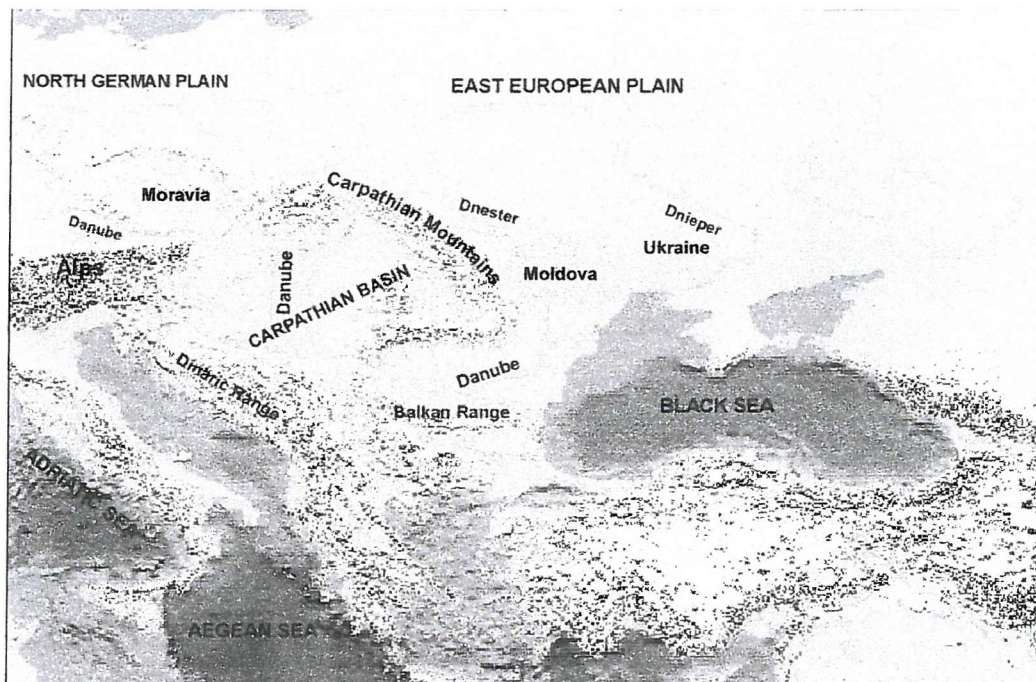 NORTH GERMAN PLAIN
EAST EUROPEAN PLAIN
Moravia
Carpathian Mountains
Dnester
Dnieper
Danube
Ukraine
Alps
Danube
Moldova
CARPATHIAN BASIN
Dinaric Range
Danube
Balkan Range
BLACK SEA
ADRIATIC SEA
AEGEAN SEA